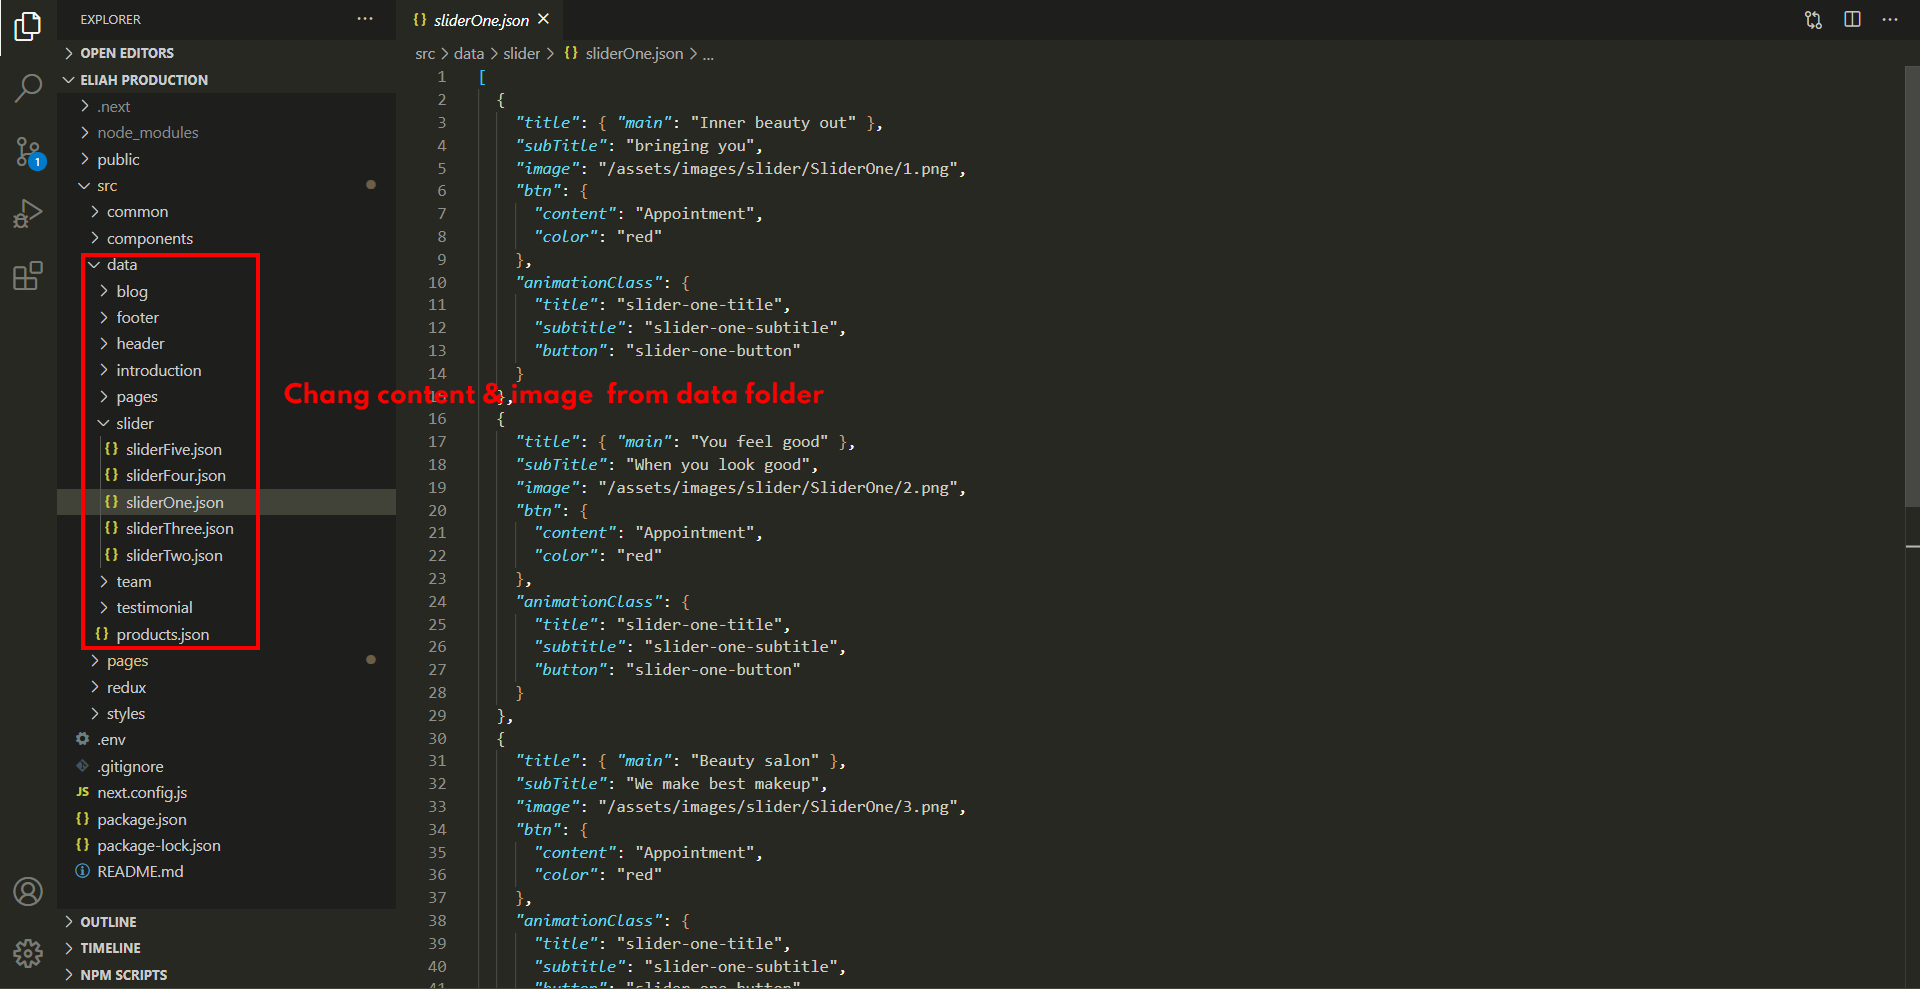 EXPLORER
OPEN EDITORS
ELIAH PRODUCTION
.next
node_modules
public
src
common
components
data
blog
footer
header
introduction
pages
slider
sliderFive.json
sliderFour.json
sliderOne.json
sliderThree.json
sliderTwo.json
team
testimonial
products.json
pages
redux
styles
.env
.gitignore
JS next.config.js
package.json
package-lock.json
README.md
OUTLINE
TIMELINE
NPM SCRIPTS
1
Chang content & image from data folder
{} sliderOne.json
src > data > slider > {} sliderOne.json > ...
1 [
2 {
3 "title": { "main": "Inner beauty out" },
4 "subTitle": "bringing you",
5 "image": "/assets/images/slider/SliderOne/1.png",
6 "btn": {
7 "content": "Appointment",
8 "color": "red"
9 },
10 "animationClass": {
11 "title": "slider-one-title",
12 "subtitle": "slider-one-subtitle",
13 "button": "slider-one-button"
14 }
15 },
16 {
17 "title": { "main": "You feel good" },
18 "subTitle": "When you look good",
19 "image": "/assets/images/slider/SliderOne/2.png",
20 "btn": {
21 "content": "Appointment",
22 "color": "red"
23 },
24 "animationClass": {
25 "title": "slider-one-title",
26 "subtitle": "slider-one-subtitle",
27 "button": "slider-one-button"
28 }
29 },
30 {
31 "title": { "main": "Beauty salon" },
32 "subTitle": "We make best makeup",
33 "image": "/assets/images/slider/SliderOne/3.png",
34 "btn": {
35 "content": "Appointment",
36 "color": "red"
37 },
38 "animationClass": {
39 "title": "slider-one-title",
40 "subtitle": "slider-one-subtitle",
41 "button": "slider-one-button"